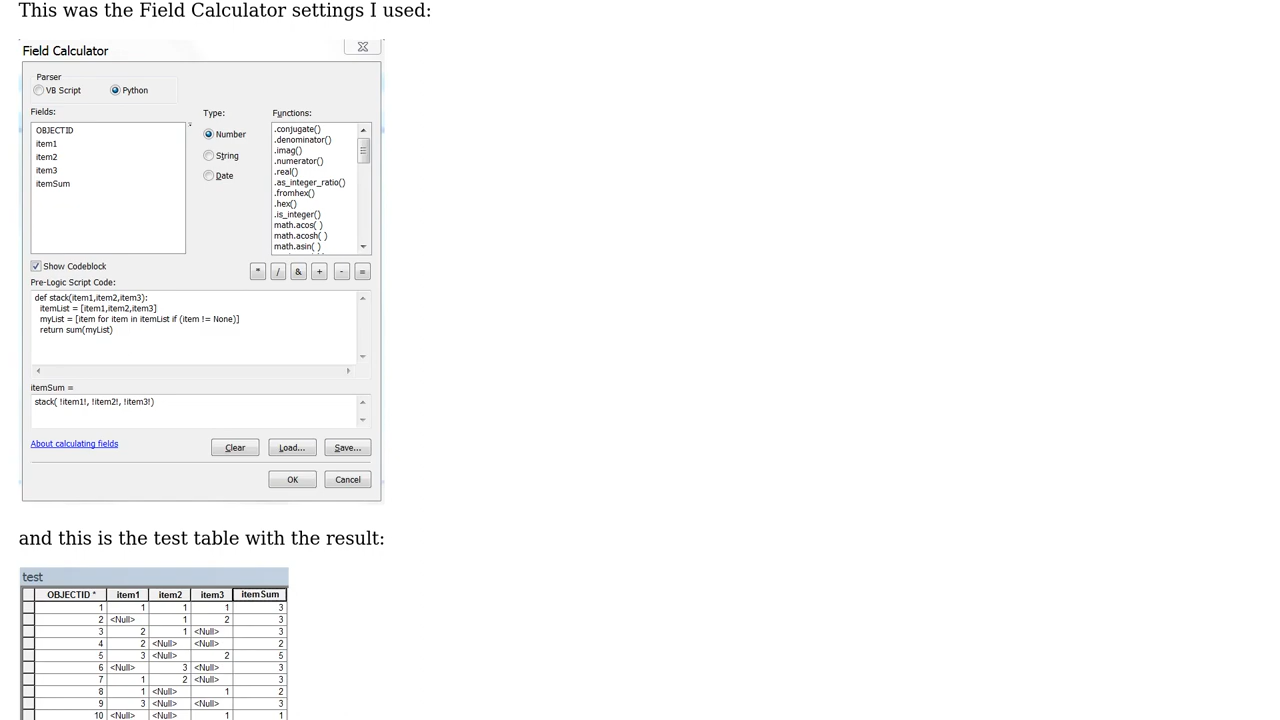 This was the Field Calculator settings I used:
Field Calculator
Parser
VB Script Python
Fields: Type: Functions:
OBJECTID
item1
item2
item3
itemSum
Number
String
Date
.conjugate()
.denominator()
.imag()
.numerator()
.real()
.as_integer_ratio()
.fromhex()
.hex()
.is_integer()
math.acos( )
math.acosh( )
math.asin( )
Show Codeblock
* / & + - =
Pre-Logic Script Code:
def stack(item1,item2,item3):
itemList = [item1,item2,item3]
myList = [item for item in itemList if (item != None)]
return sum(myList)
itemSum =
stack( !item1!, !item2!, !item3!)
About calculating fields Clear Load... Save...
OK Cancel
and this is the test table with the result:
test
OBJECTID * item1 item2 item3 itemSum
1 1 1 1 3
2 <Null> 1 2 3
3 2 1 <Null> 3
4 2 <Null> <Null> 2
5 3 <Null> 2 5
6 <Null> 3 <Null> 3
7 1 2 <Null> 3
8 1 <Null> 1 2
9 3 <Null> <Null> 3
10 <Null> <Null> 1 1